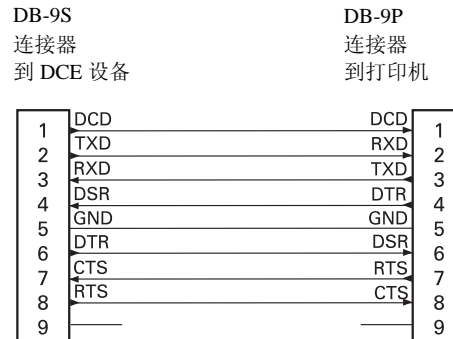 DB-9S DB-9P
连接器 连接器
到 DCE 设备 到打印机
DCD DCD
1 1
TXD RXD
2 2
RXD TXD
3 3
DSR DTR
4 4
GND GND
5 5
DTR DSR
6 6
CTS RTS
7 7
RTS CTS
8 8
9 9